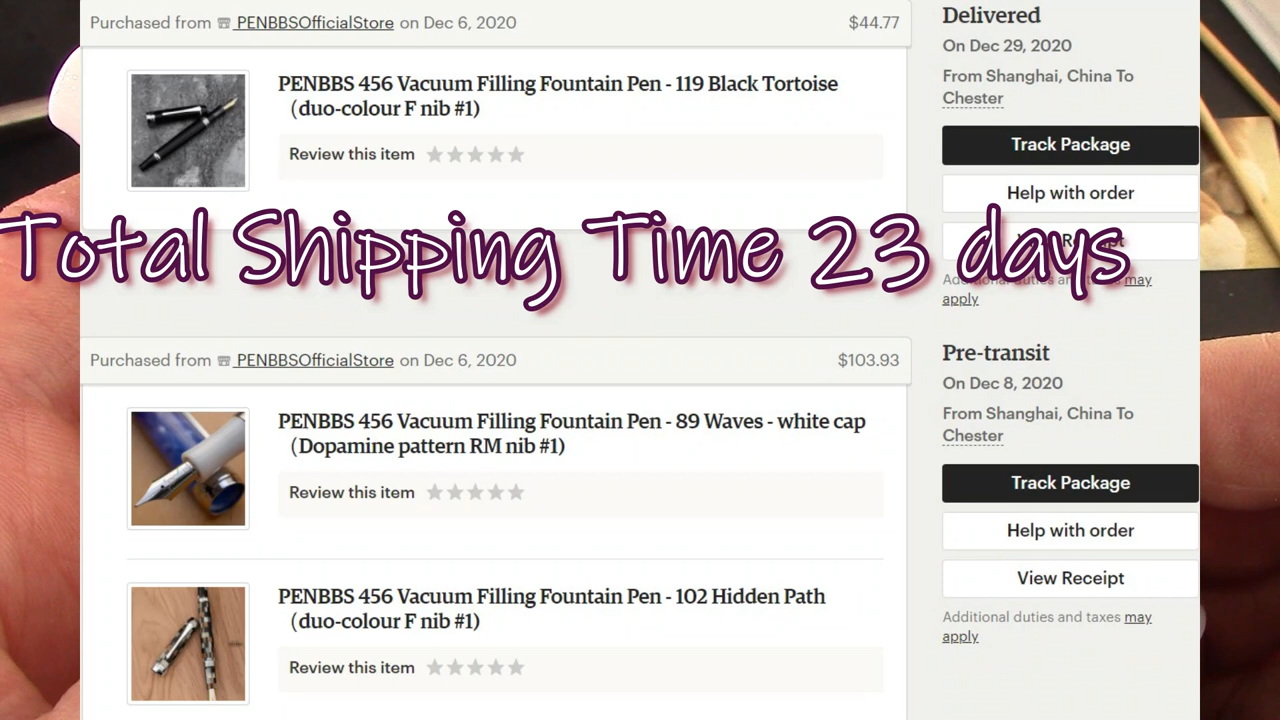 Purchased from PENBBSOfficialStore on Dec 6, 2020 $44.77
PENBBS 456 Vacuum Filling Fountain Pen - 119 Black Tortoise
(duo-colour F nib #1)
Review this item
Delivered
On Dec 29, 2020
From Shanghai, China To
Chester
Track Package
Help with order
Total Shipping Time 23 days
Additional duties and taxes may
apply
Purchased from PENBBSOfficialStore on Dec 6, 2020 $103.93
PENBBS 456 Vacuum Filling Fountain Pen - 89 Waves - white cap
(Dopamine pattern RM nib #1)
Review this item
PENBBS 456 Vacuum Filling Fountain Pen - 102 Hidden Path
(duo-colour F nib #1)
Review this item
Pre-transit
On Dec 8, 2020
From Shanghai, China To
Chester
Track Package
Help with order
View Receipt
Additional duties and taxes may
apply